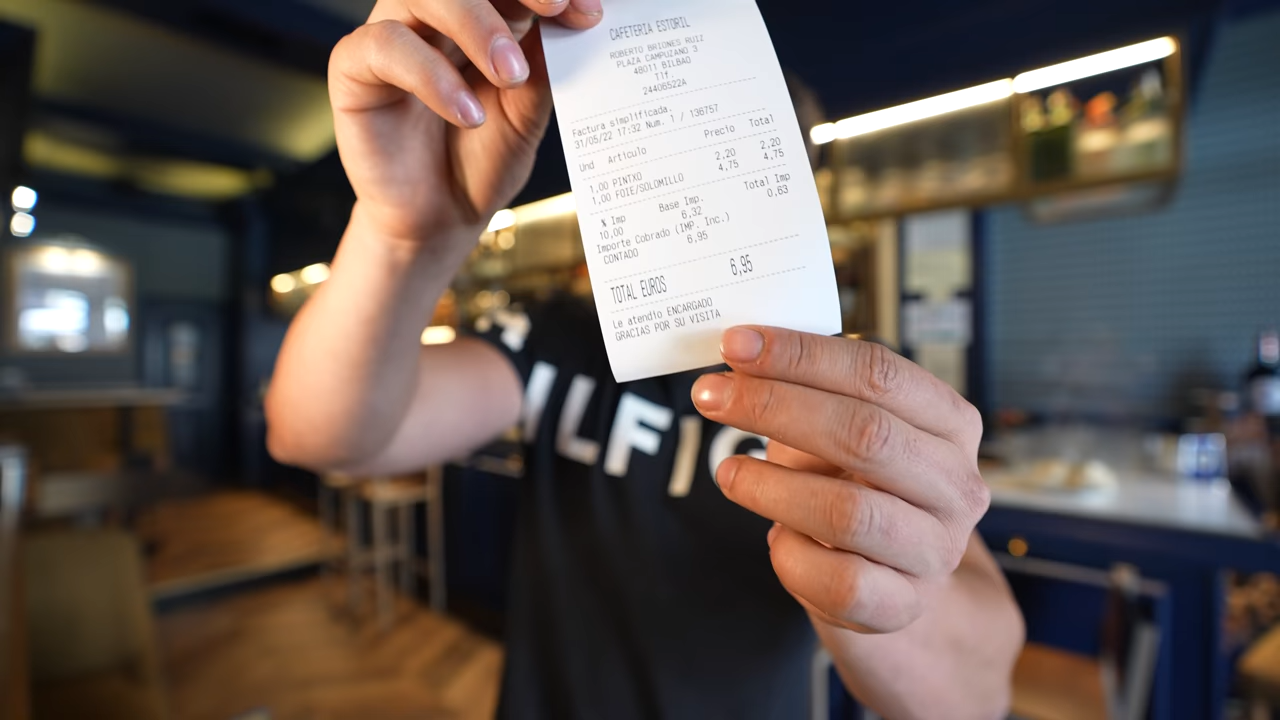 CAFETERIA ESTORIL
ROBERTO BRIONES RUIZ
PLAZA CAMPUZANO 3
48011 BILBAO
Tlf.
24406522A
Factura simplificada.
31/05/22 17:32 Num. 1 / 136757
Und Articulo Precio Total
1,00 PINTXO 2,20 2,20
1,00 FOIE/SOLOMILLO 4,75 4,75
% Imp Base Imp. Total Imp
10,00 6,32 0,63
Importe Cobrado (IMP. Inc.)
CONTADO 6,95
TOTAL EUROS 6,95
Le atendio ENCARGADO
GRACIAS POR SU VISITA
ILFIG